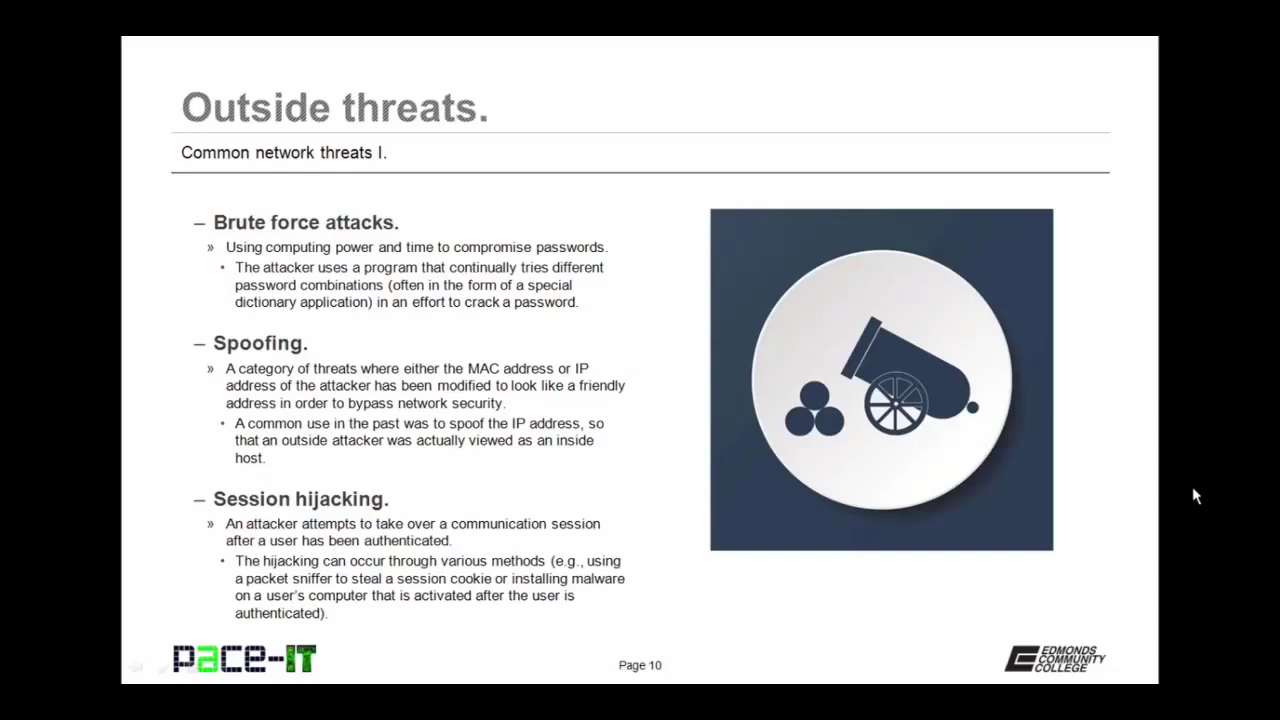 Outside threats.
Common network threats I.
– Brute force attacks.
» Using computing power and time to compromise passwords.
• The attacker uses a program that continually tries different
password combinations (often in the form of a special
dictionary application) in an effort to crack a password.
– Spoofing.
» A category of threats where either the MAC address or IP
address of the attacker has been modified to look like a friendly
address in order to bypass network security.
• A common use in the past was to spoof the IP address, so
that an outside attacker was actually viewed as an inside
host.
– Session hijacking.
» An attacker attempts to take over a communication session
after a user has been authenticated.
• The hijacking can occur through various methods (e.g., using
a packet sniffer to steal a session cookie or installing malware
on a user's computer that is activated after the user is
authenticated).
pace-IT
Page 10
EDMONDS
COMMUNITY
COLLEGE